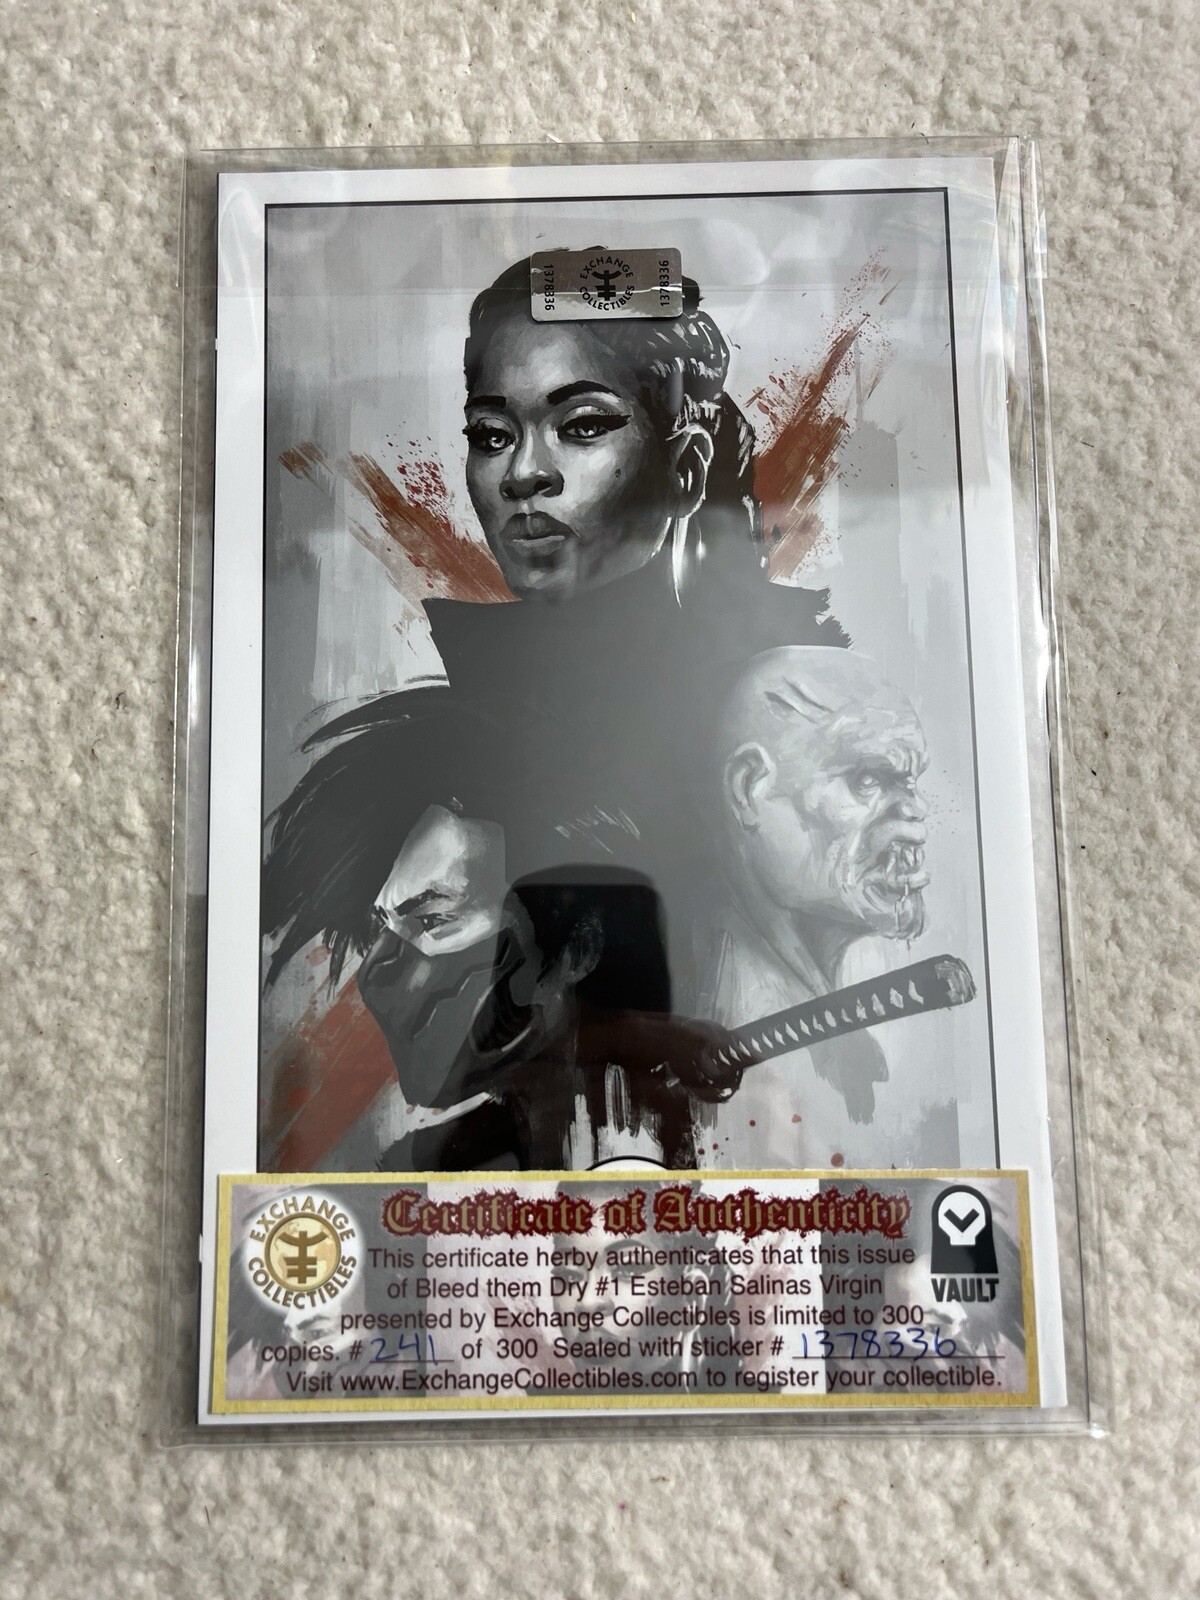 1378336
EXCHANGE
COLLECTIBLES
1378336
EXCHANGE
COLLECTIBLES
Certificate of Authenticity
This certificate herby authenticates that this issue
of Bleed them Dry #1 Esteban Salinas Virgin
presented by Exchange Collectibles is limited to 300
copies. # 241 of 300 Sealed with sticker # 1378336
Visit www.ExchangeCollectibles.com to register your collectible.
VAULT